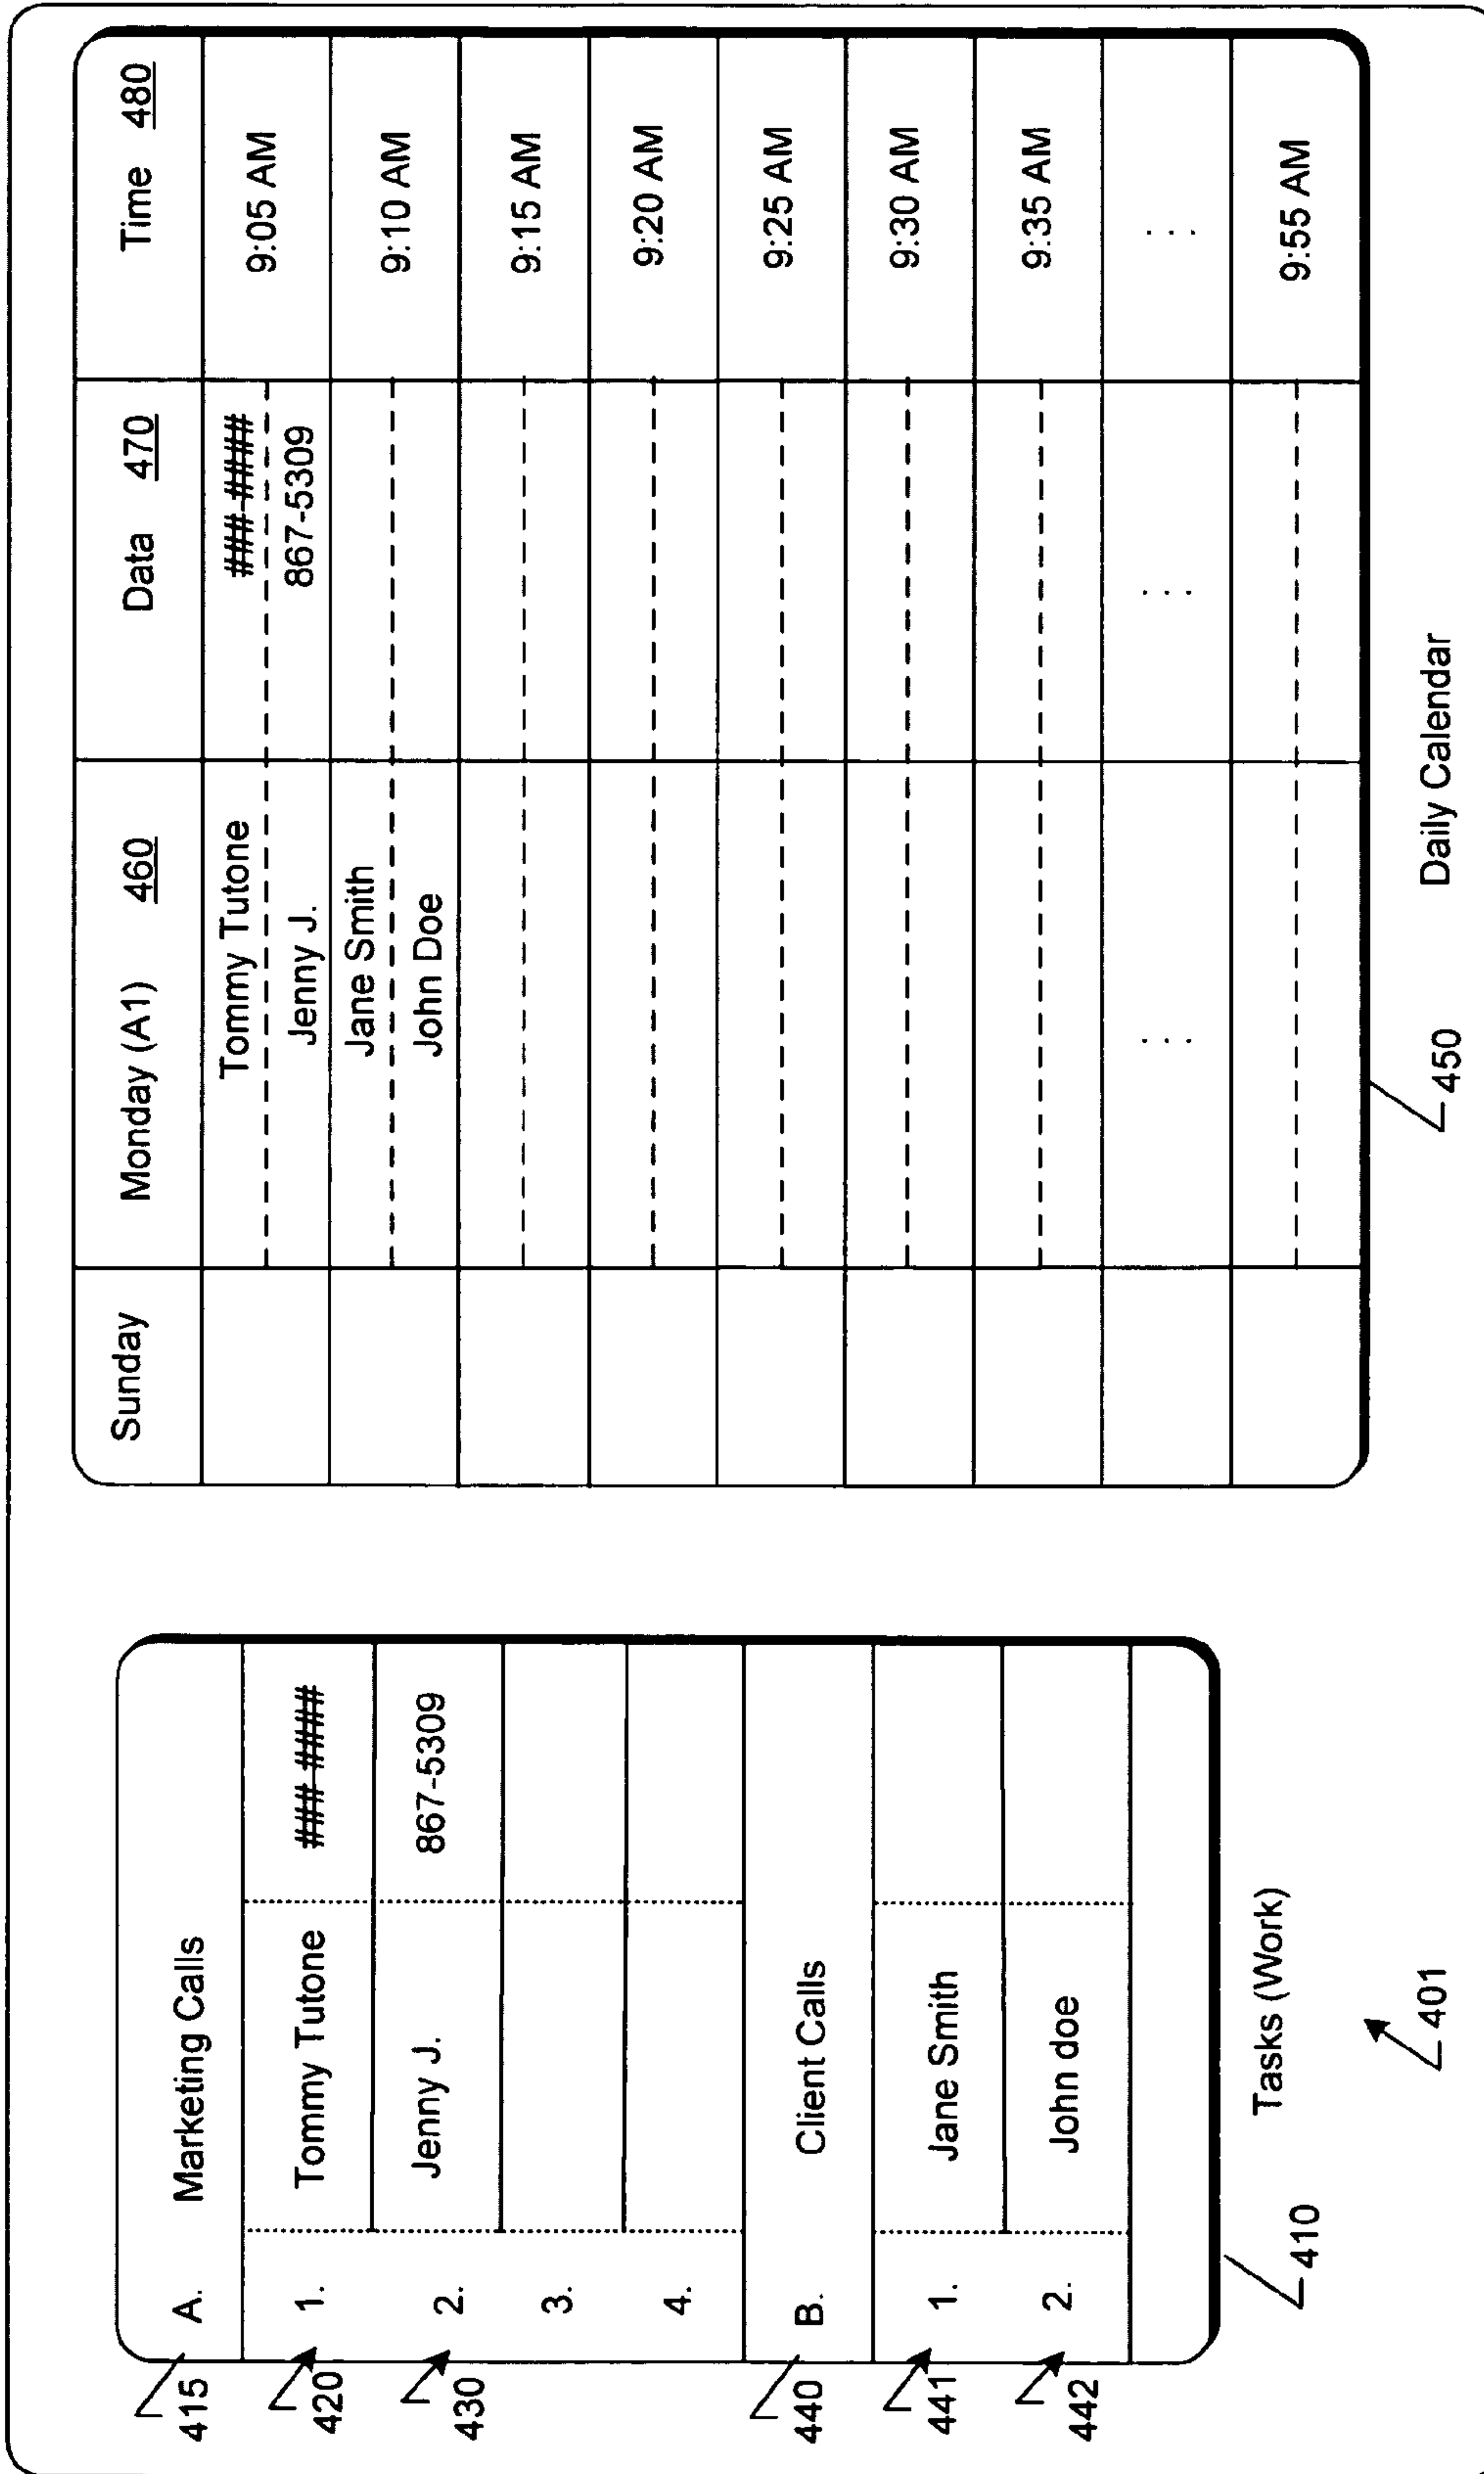 415 A. Marketing Calls
420 1. Tommy Tutone ### ####
430 2. Jenny J. 867-5309
3.
4.
440 B. Client Calls
441 1. Jane Smith
442 2. John doe
410
Tasks (Work)
401
Sunday Monday (A1) 460 Data 470 Time 480
Tommy Tutone ###-####
9:05 AM
Jenny J. 867-5309
Jane Smith
9:10 AM
John Doe
9:15 AM
9:20 AM
9:25 AM
9:30 AM
9:35 AM
... ... ...
9:55 AM
450
Daily Calendar